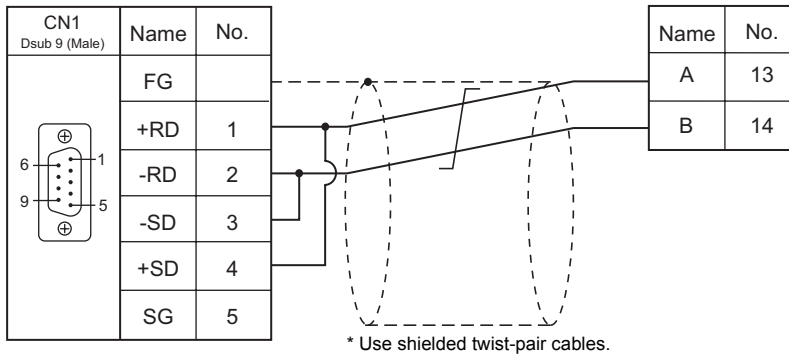 CN1
Dsub 9 (Male)
Name No.
FG
+RD 1
-RD 2
-SD 3
+SD 4
SG 5
6
1
9
5
Name No.
A 13
B 14
* Use shielded twist-pair cables.